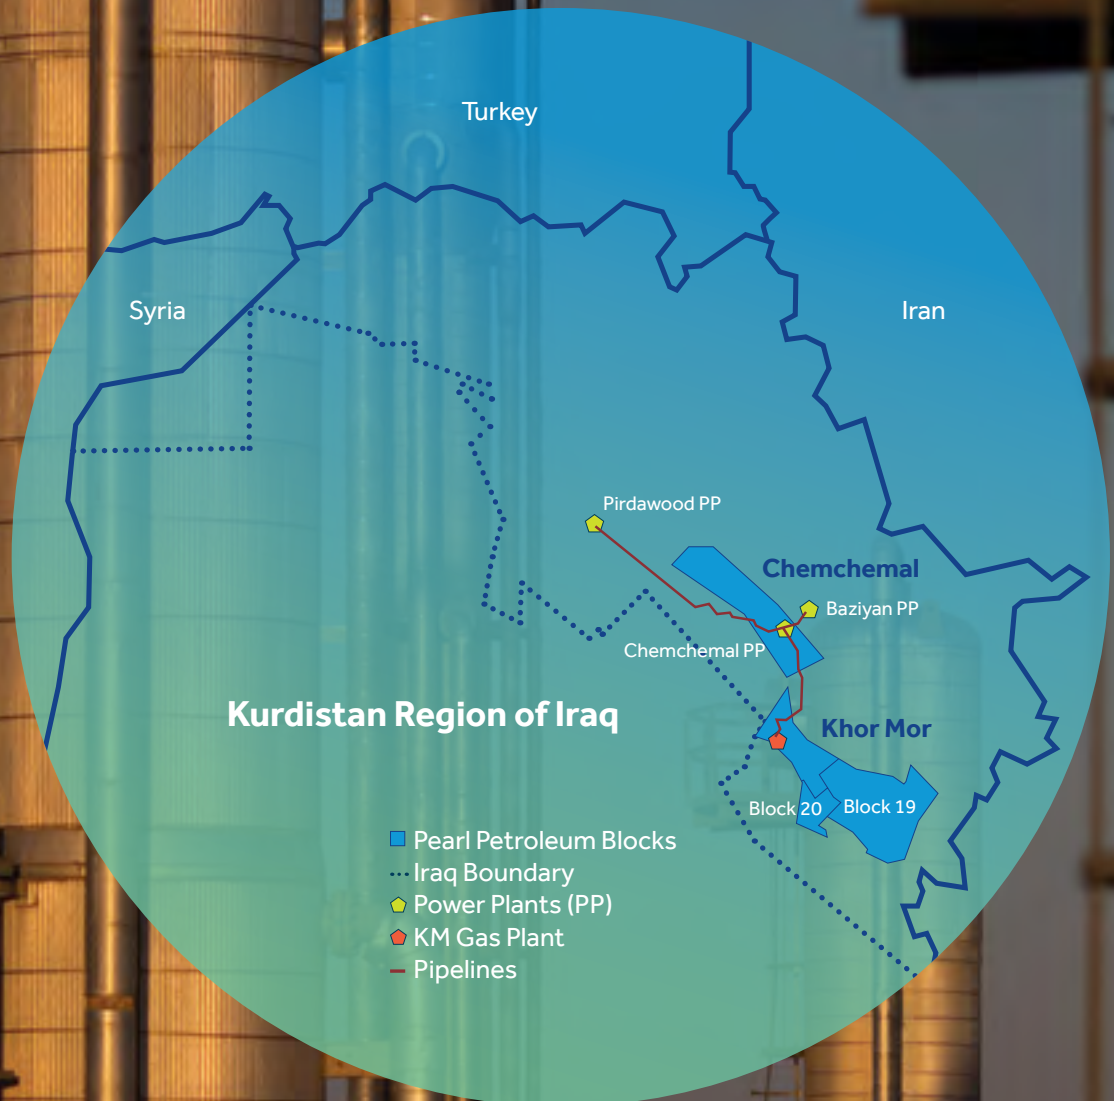 Turkey
Syria
Iran
Pirdawood PP
Chemchemal
Baziyan PP
Chemchemal PP
Kurdistan Region of Iraq
Khor Mor
Block 20
Block 19
Pearl Petroleum Blocks
Iraq Boundary
Power Plants (PP)
KM Gas Plant
Pipelines